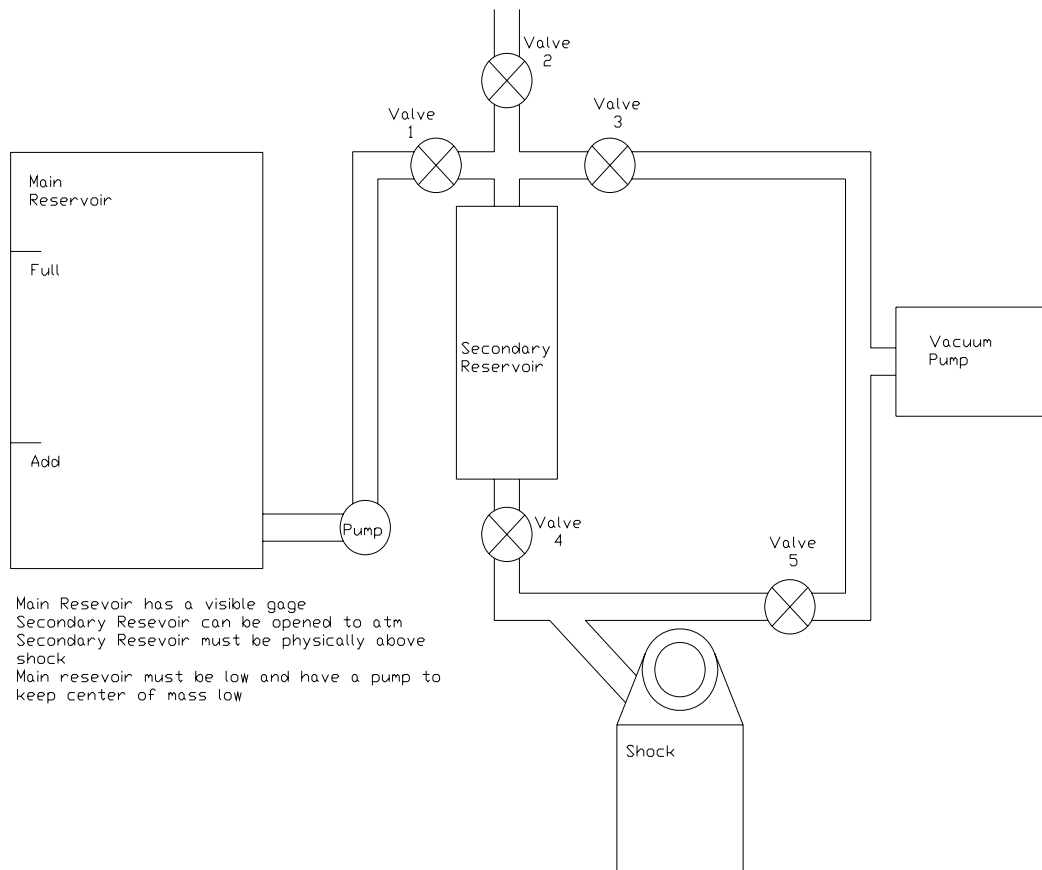 Valve
2
Valve
1
Valve
3
Main
Reservoir
Full
Secondary
Reservoir
Vacuum
Pump
Add
Pump
Valve
4
Valve
5
Main Resevoir has a visible gage
Secondary Resevoir can be opened to atm
Secondary Resevoir must be physically above
shock
Main resevoir must be low and have a pump to
keep center of mass low
Shock